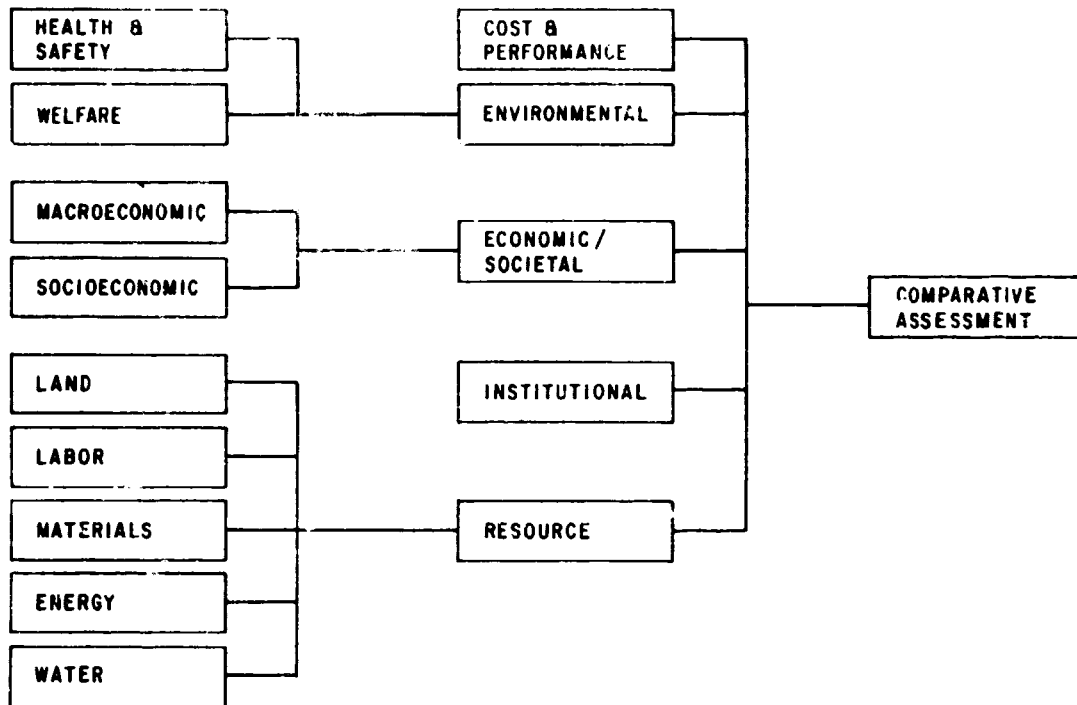 HEALTH &
SAFETY
WELFARE
MACROECONOMIC
SOCIOECONOMIC
LAND
LABOR
MATERIALS
ENERGY
WATER
COST &
PERFORMANCE
ENVIRONMENTAL
ECONOMIC/
SOCIETAL
INSTITUTIONAL
RESOURCE
COMPARATIVE
ASSESSMENT